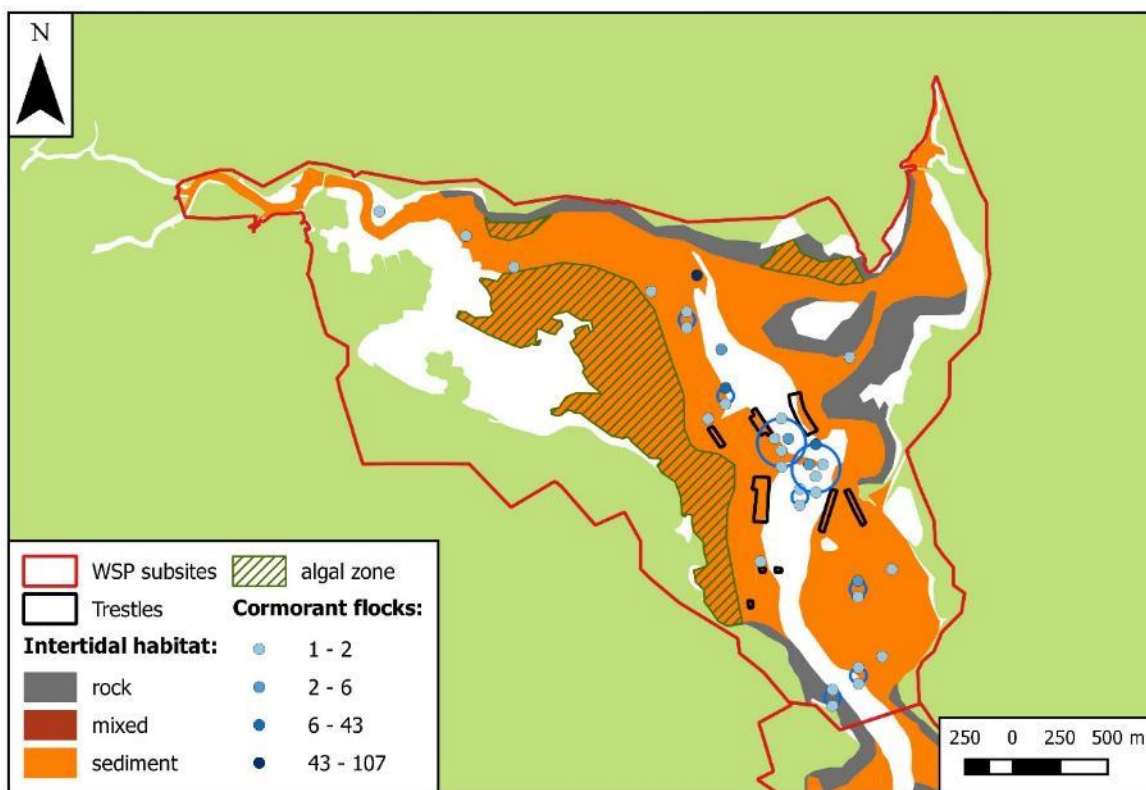 N
WSP subsites
algal zone
Trestles
Cormorant flocks:
Intertidal habitat:
1 - 2
rock
2 - 6
mixed
6 - 43
sediment
43 - 107
250 0 250 500 m